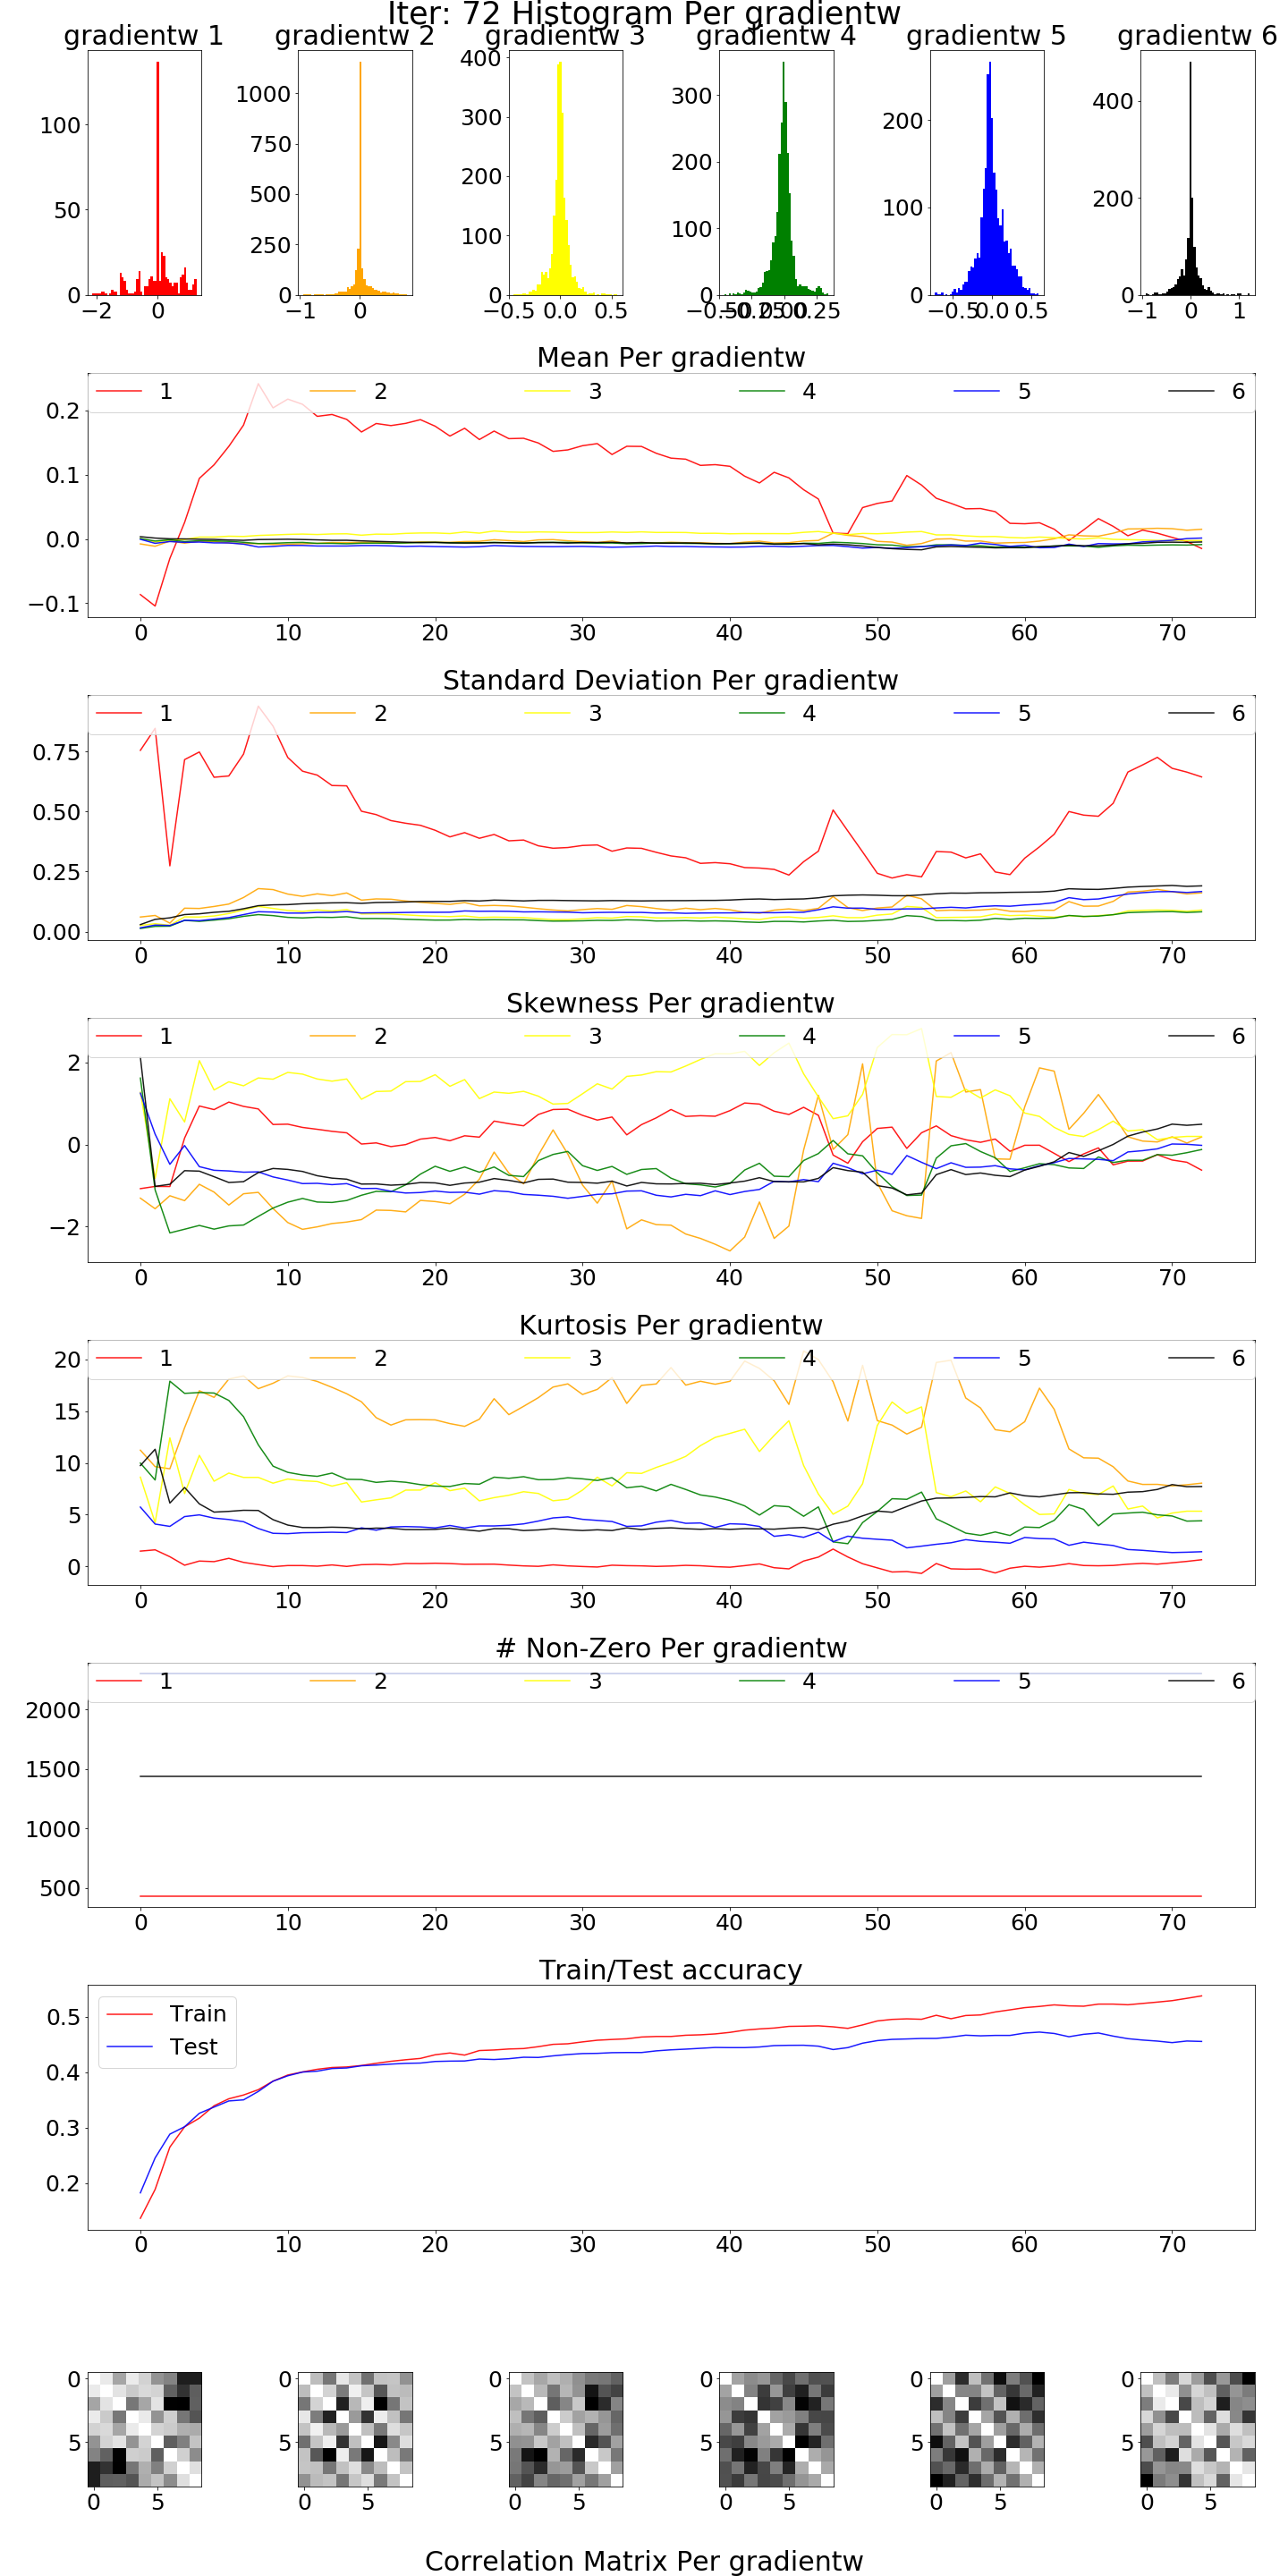 Iter: 72 Histogram Per gradientw
gradientw 1 gradientw 2 gradientw 3 gradientw 4 gradientw 5 gradientw 6
100
50
0
−2 0
1000
750
500
250
0
−1 0
400
300
200
100
0
−0.5 0.0 0.5
300
200
100
0
−0.50 −0.25 0.00 0.25
200
100
0
−0.5 0.0 0.5
400
200
0
−1 0 1
Mean Per gradientw
1 2 3 4 5 6
0.2
0.1
0.0
−0.1
0 10 20 30 40 50 60 70
Standard Deviation Per gradientw
1 2 3 4 5 6
0.75
0.50
0.25
0.00
0 10 20 30 40 50 60 70
Skewness Per gradientw
1 2 3 4 5 6
2
0
−2
0 10 20 30 40 50 60 70
Kurtosis Per gradientw
1 2 3 4 5 6
20
15
10
5
0
0 10 20 30 40 50 60 70
# Non-Zero Per gradientw
1 2 3 4 5 6
2000
1500
1000
500
0 10 20 30 40 50 60 70
Train/Test accuracy
Train
Test
0.5
0.4
0.3
0.2
0 10 20 30 40 50 60 70
0 0 0 0 0 0
5 5 5 5 5 5
0 5 0 5 0 5 0 5 0 5 0 5
Correlation Matrix Per gradientw